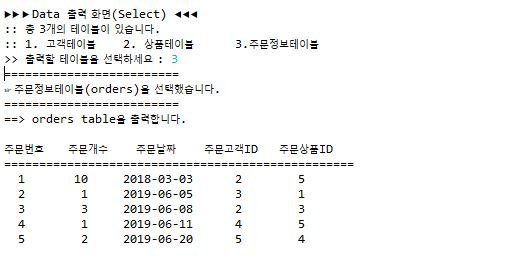 ▶▶▶Data 출력 화면(Select) ◀◀◀
:: 총 3개의 테이블이 있습니다.
:: 1. 고객테이블 2. 상품테이블 3.주문정보테이블
>> 출력할 테이블을 선택하세요 : 3
=========================
☞주문정보테이블(orders)을 선택했습니다.
=========================
==> orders table을 출력합니다.
주문번호 주문개수 주문날짜 주문고객ID 주문상품ID
==================================================
1 10 2018-03-03 2 5
2 1 2019-06-05 3 1
3 3 2019-06-08 2 3
4 1 2019-06-11 4 5
5 2 2019-06-20 5 4